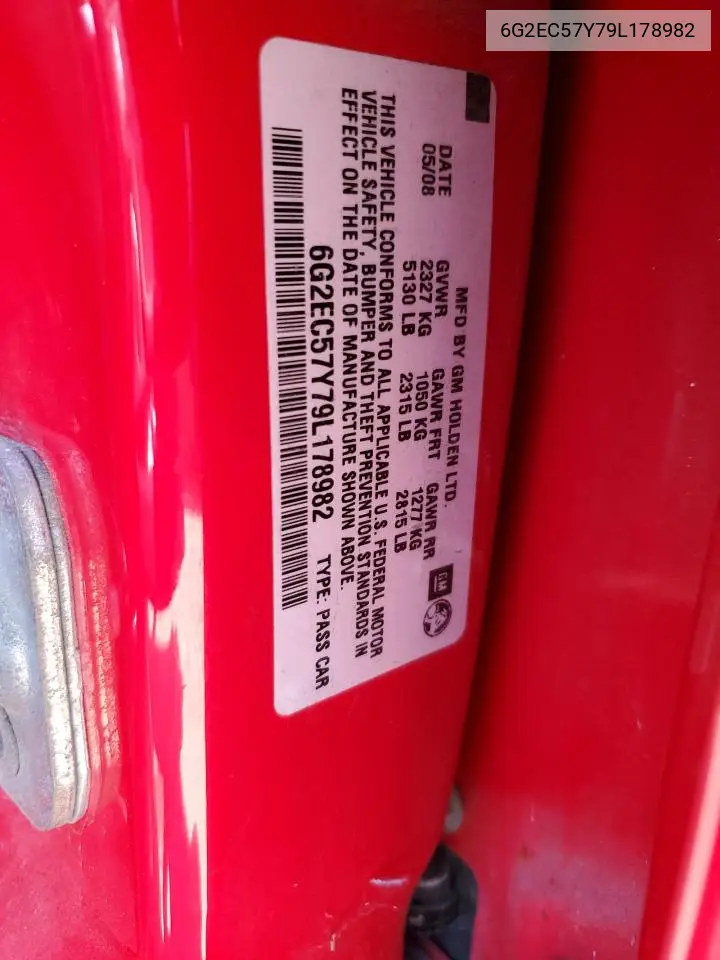 6G2EC57Y79L178982
MFD BY GM HOLDEN LTD.
DATE GVWR GAWR FRT GAWR RR
05/08 2327 KG 1050 KG 1277 KG
5130 LB 2315 LB 2815 LB
GM
THIS VEHICLE CONFORMS TO ALL APPLICABLE U.S. FEDERAL MOTOR
VEHICLE SAFETY, BUMPER AND THEFT PREVENTION STANDARDS IN
EFFECT ON THE DATE OF MANUFACTURE SHOWN ABOVE.
6G2EC57Y79L178982 TYPE: PASS CAR